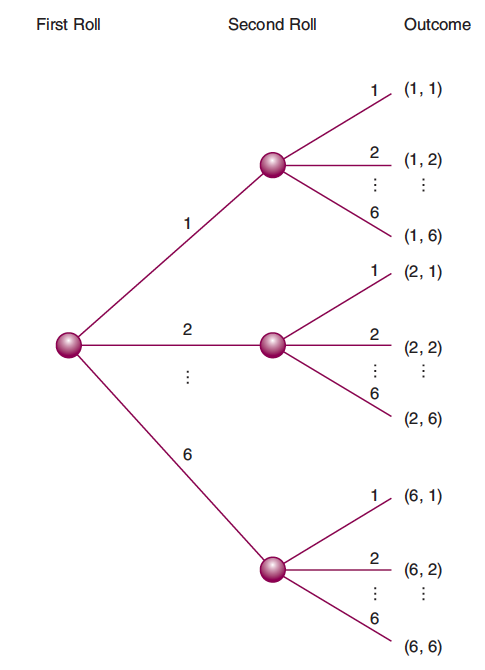 First Roll Second Roll Outcome
1 (1, 1)
2 (1, 2)
⋮ ⋮
6
1
(1, 6)
1 (2, 1)
2
2 (2, 2)
⋮ ⋮ ⋮
6
(2, 6)
6
1 (6, 1)
2 (6, 2)
⋮ ⋮
6
(6, 6)